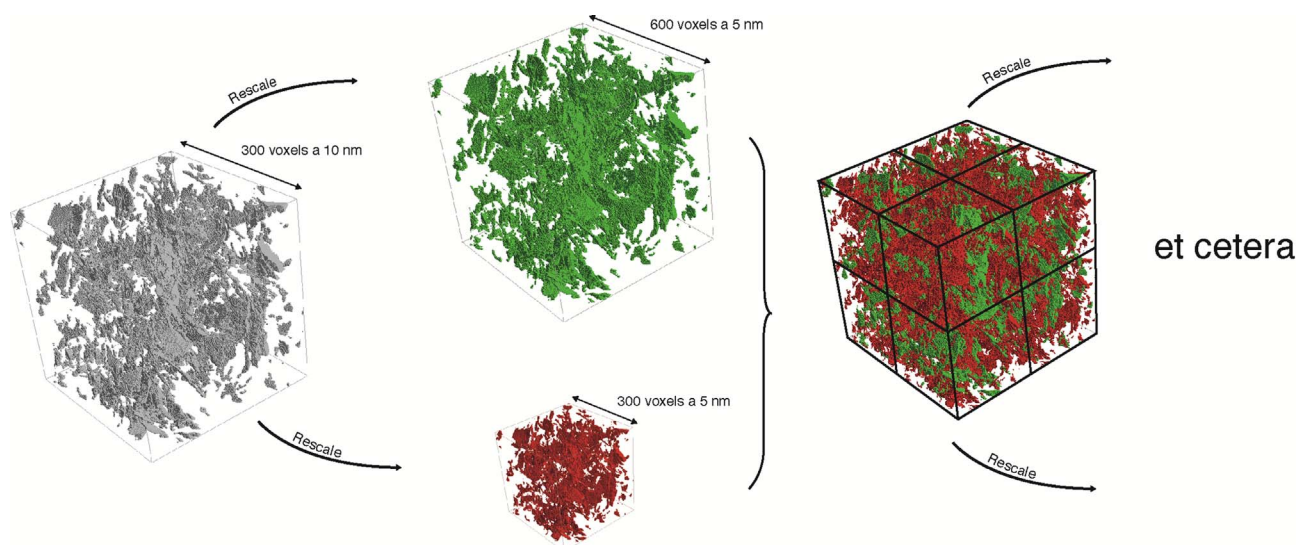 600 voxels a 5 nm
Rescale
300 voxels a 10 nm
Rescale
300 voxels a 5 nm
Rescale
et cetera
Rescale